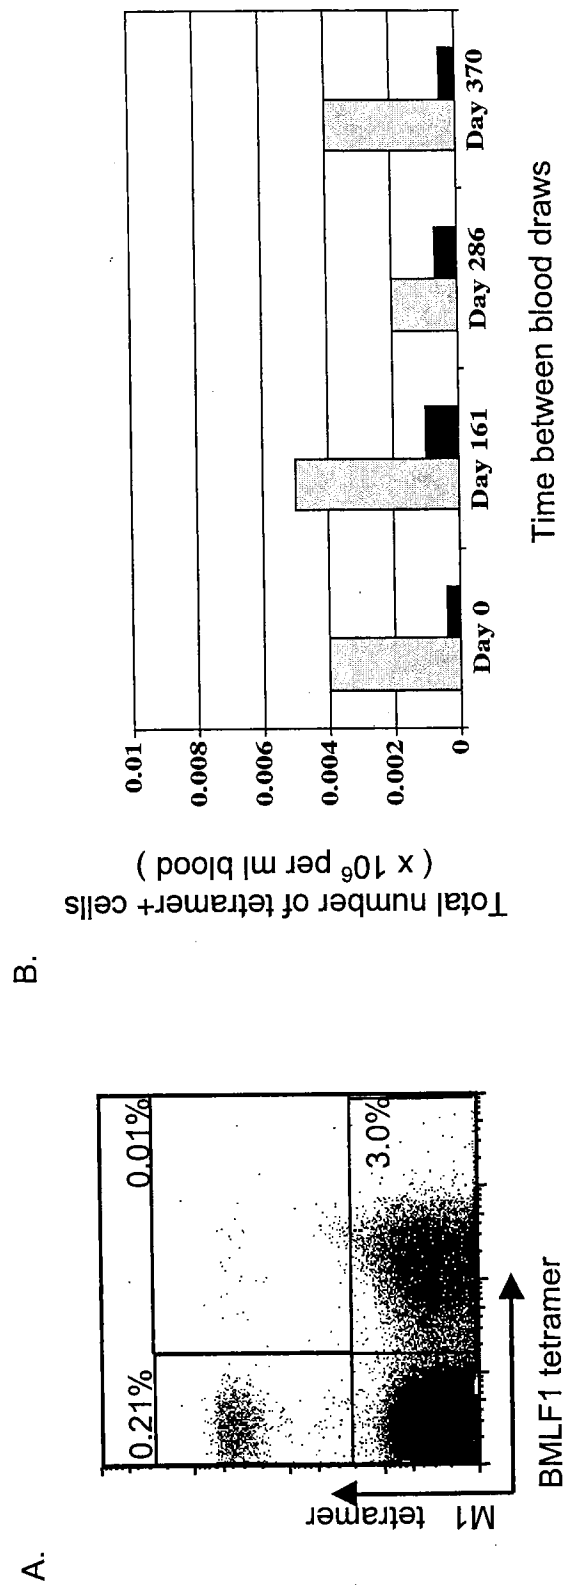 A.
M1 tetramer
0.21%
0.01%
3.0%
BMLF1 tetramer
B.
Total number of tetramer+ cells
( x 10⁶ per ml blood )
0.01
0.008
0.006
0.004
0.002
0
Day 0
Day 161
Day 286
Day 370
Time between blood draws